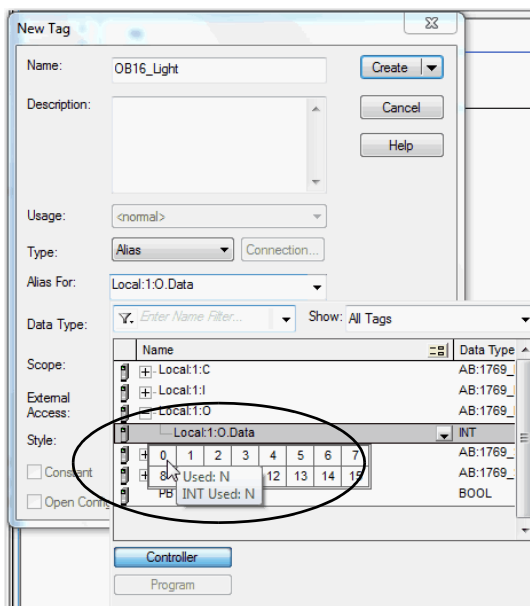 New Tag
Name: OB16_Light Create
Description: Cancel
Help
Usage: <normal>
Type: Alias Connection...
Alias For: Local:1:O.Data
Data Type: Enter Name Filter... Show: All Tags
Name Data Type
Scope: Local:1:C AB:1769_
External Access: Local:1:I AB:1769_
Local:1:O AB:1769_
Style: Local:1:O.Data INT
0 1 2 3 4 5 6 7 AB:1769_
Constant 8 12 13 14 15 AB:1769_
Used: N
INT Used: N
Open PB BOOL
Controller
Program